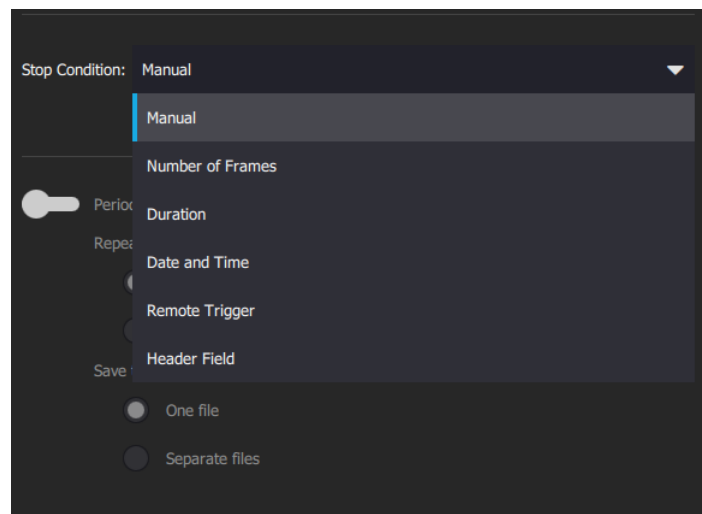 Stop Condition: Manual
Manual
Number of Frames
Duration
Date and Time
Remote Trigger
Header Field
One file
Separate files